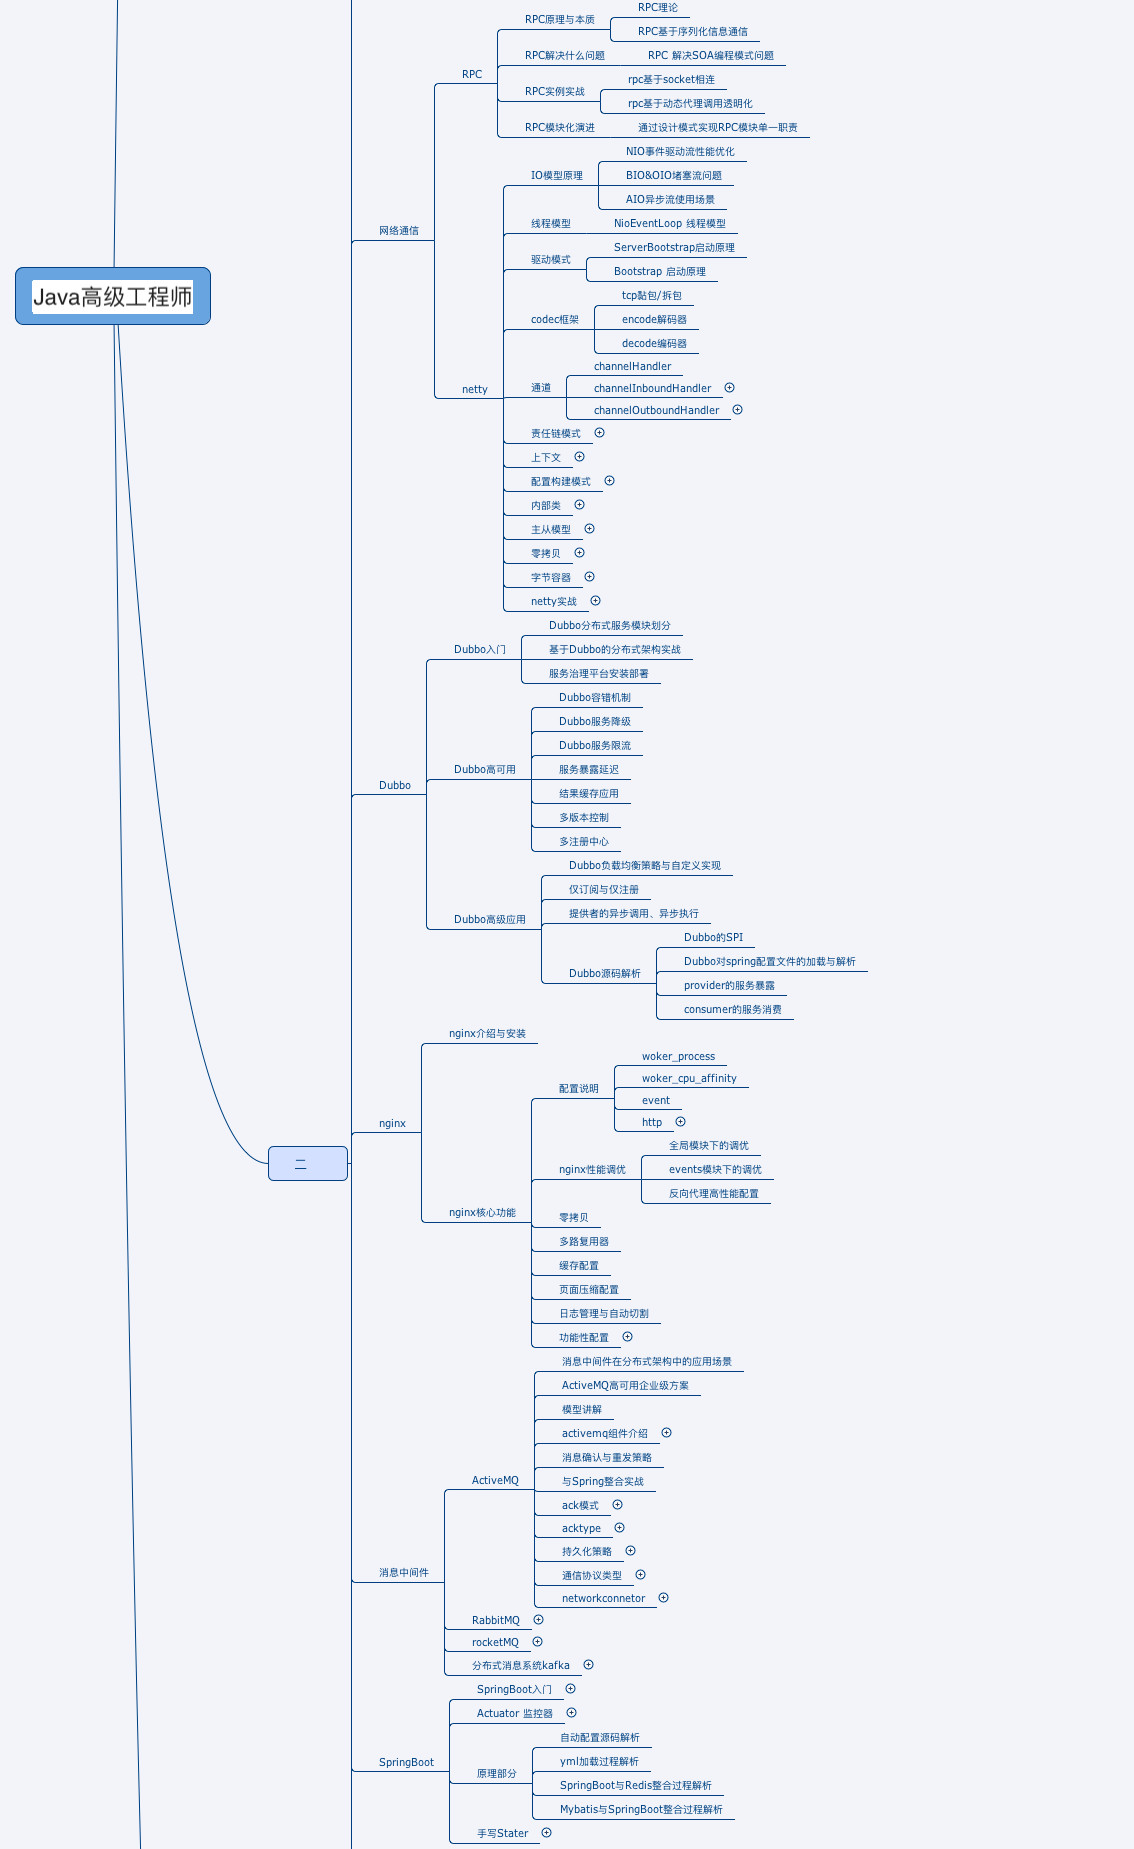 Java高级工程师
二
网络通信
RPC
RPC原理与本质
RPC理论
RPC基于序列化信息通信
RPC解决什么问题
RPC 解决SOA编程模式问题
RPC实例实战
rpc基于socket相连
rpc基于动态代理调用透明化
RPC模块化演进
通过设计模式实现RPC模块单一职责
netty
IO模型原理
NIO事件驱动流性能优化
BIO&OIO堵塞流问题
AIO异步流使用场景
线程模型
NioEventLoop 线程模型
驱动模式
ServerBootstrap启动原理
Bootstrap 启动原理
codec框架
tcp黏包/拆包
encode解码器
decode编码器
通道
channelHandler
channelInboundHandler
channelOutboundHandler
责任链模式
上下文
配置构建模式
内部类
主从模型
零拷贝
字节容器
netty实战
Dubbo
Dubbo入门
Dubbo分布式服务模块划分
基于Dubbo的分布式架构实战
服务治理平台安装部署
Dubbo高可用
Dubbo容错机制
Dubbo服务降级
Dubbo服务限流
服务暴露延迟
结果缓存应用
多版本控制
多注册中心
Dubbo高级应用
Dubbo负载均衡策略与自定义实现
仅订阅与仅注册
提供者的异步调用、异步执行
Dubbo源码解析
Dubbo的SPI
Dubbo对spring配置文件的加载与解析
provider的服务暴露
consumer的服务消费
nginx
nginx介绍与安装
nginx核心功能
配置说明
woker_process
woker_cpu_affinity
event
http
nginx性能调优
全局模块下的调优
events模块下的调优
反向代理高性能配置
零拷贝
多路复用器
缓存配置
页面压缩配置
日志管理与自动切割
功能性配置
消息中间件
ActiveMQ
消息中间件在分布式架构中的应用场景
ActiveMQ高可用企业级方案
模型讲解
activemq组件介绍
消息确认与重发策略
与Spring整合实战
ack模式
acktype
持久化策略
通信协议类型
networkconnetor
RabbitMQ
rocketMQ
分布式消息系统kafka
SpringBoot
SpringBoot入门
Actuator 监控器
原理部分
自动配置源码解析
yml加载过程解析
SpringBoot与Redis整合过程解析
Mybatis与SpringBoot整合过程解析
手写Stater